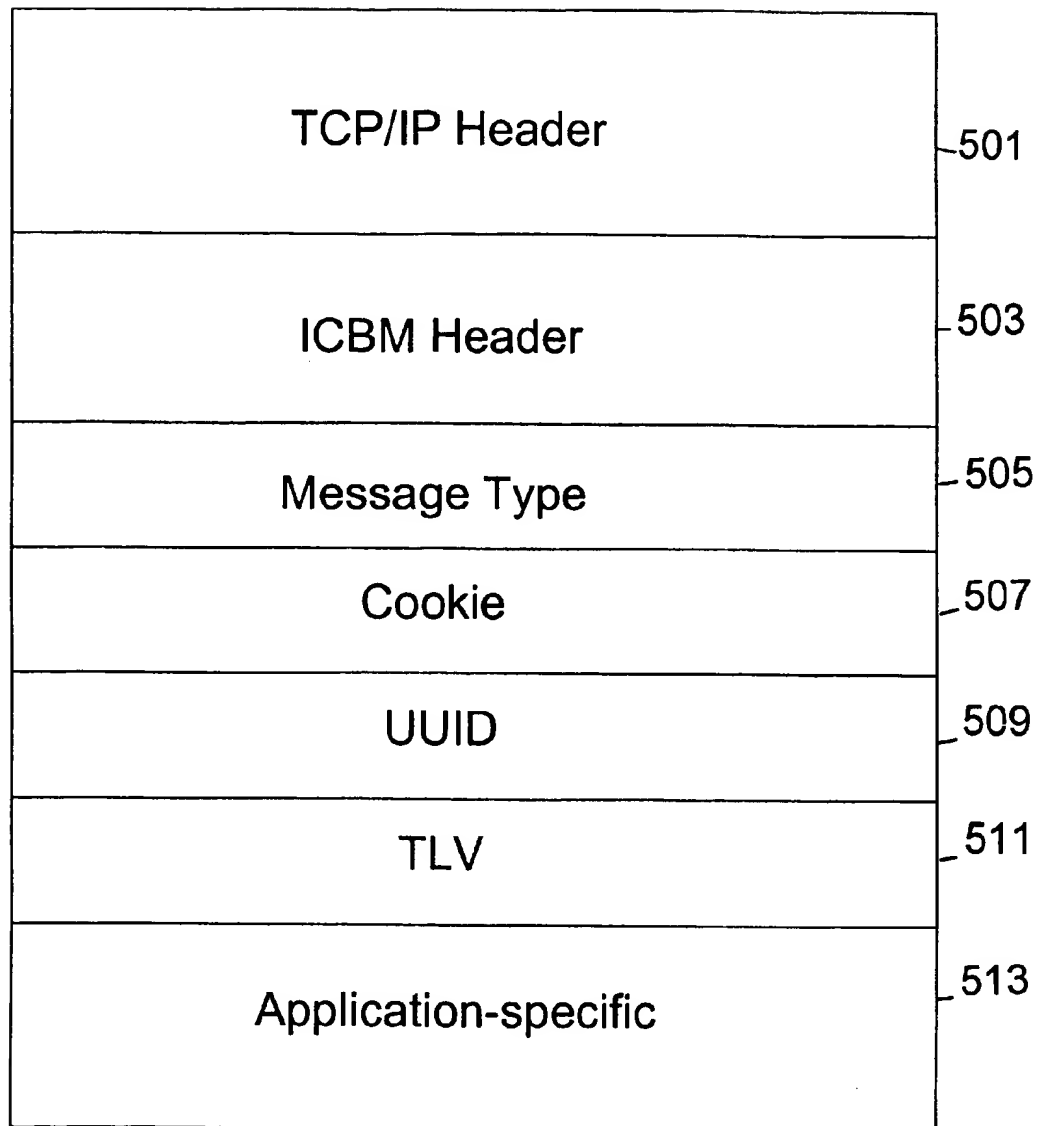 TCP/IP Header
501
ICBM Header
503
Message Type
505
Cookie
507
UUID
509
TLV
511
Application-specific
513